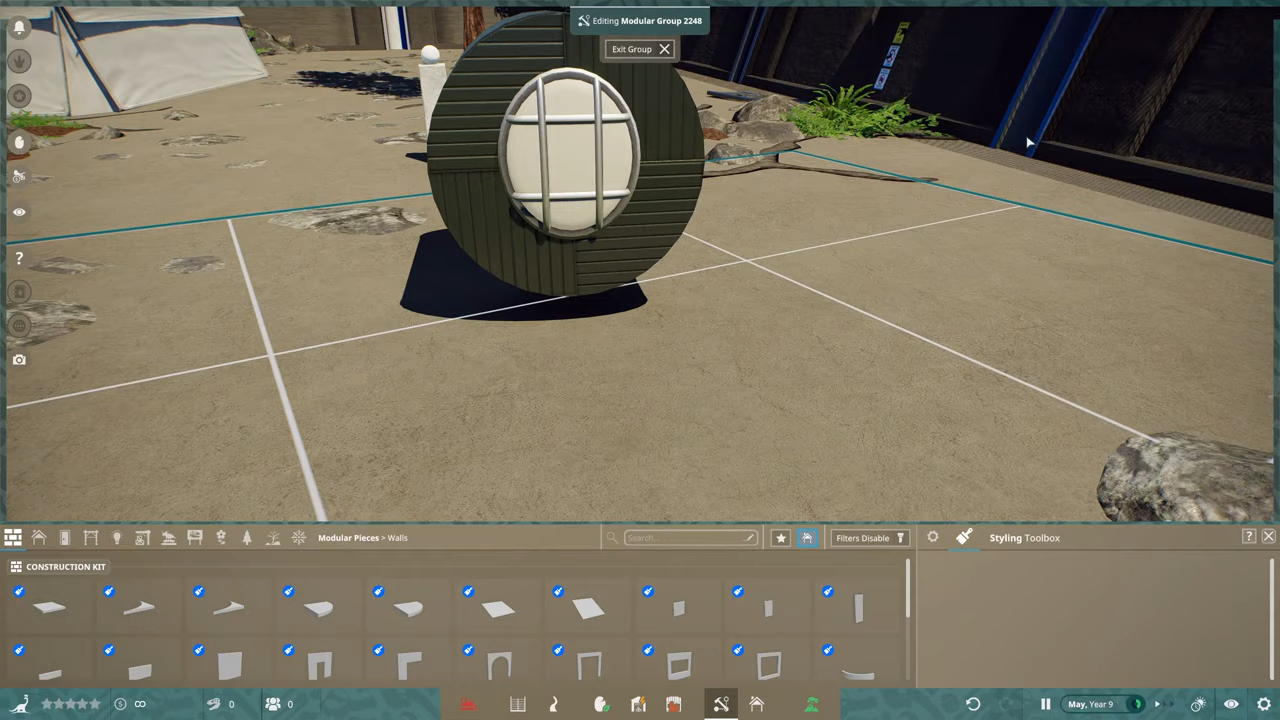 Editing Modular Group 2248
Exit Group
?
Modular Pieces > Walls
Search...
Filters Disable
Styling Toolbox
?
CONSTRUCTION KIT
$ ∞
0
0
May, Year 9